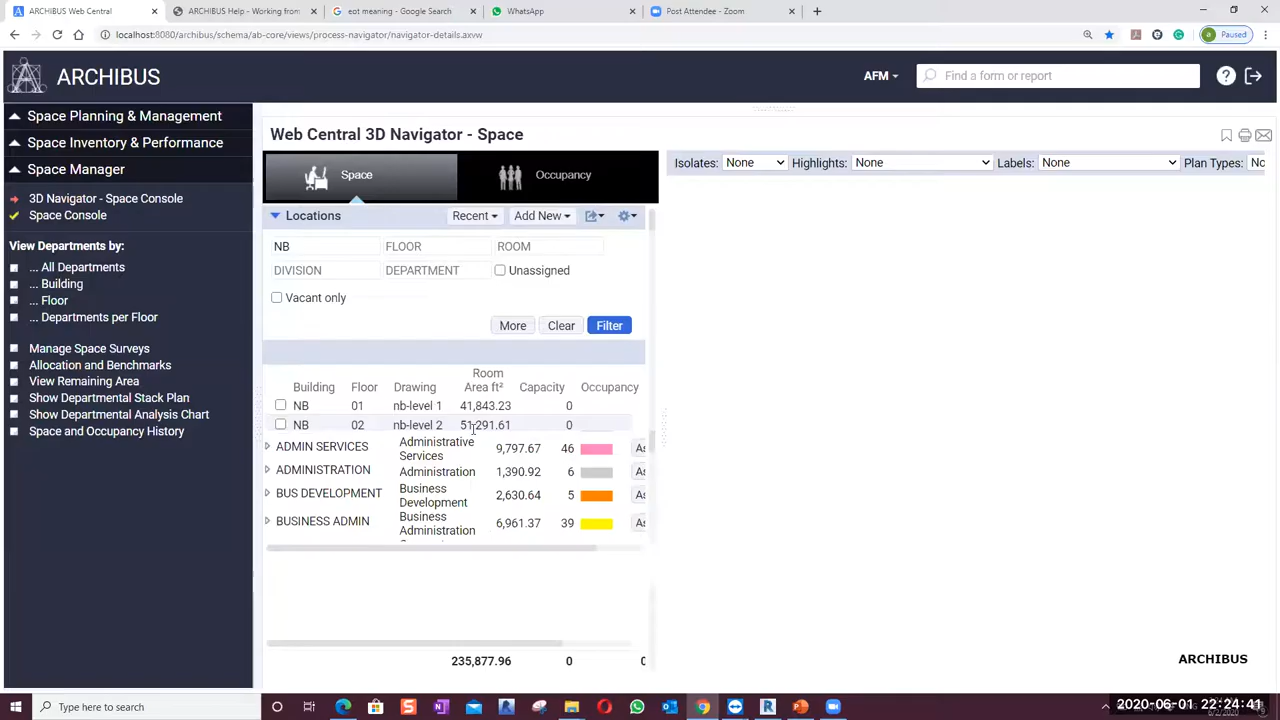 ARCHIBUS Web Central
ARCHIBUS Help - Working from
eot meaning - Google Search
WhatsApp
Post Attendee - Zoom
localhost:8080/archibus/schema/ab-core/views/process-navigator/navigator-details.axvw
a
Paused
ARCHIBUS
AFM
Find a form or report
Space Planning & Management
Space Inventory & Performance
Space Manager
3D Navigator - Space Console
Space Console
View Departments by:
... All Departments
... Building
... Floor
... Departments per Floor
Manage Space Surveys
Allocation and Benchmarks
View Remaining Area
Show Departmental Stack Plan
Show Departmental Analysis Chart
Space and Occupancy History
Web Central 3D Navigator - Space
Space
Occupancy
Locations
Recent
Add New
NB
FLOOR
ROOM
DIVISION
DEPARTMENT
Unassigned
Vacant only
More
Clear
Filter
Building
Floor
Drawing
Room Area ft²
Capacity
Occupancy
NB 01 nb-level 1 41,843.23 0
NB 02 nb-level 2 51,291.61 0
ADMIN SERVICES Administrative Services 9,797.67 46 As
ADMINISTRATION Administration 1,390.92 6 As
BUS DEVELOPMENT Business Development 2,630.64 5 As
BUSINESS ADMIN Business Administration 6,961.37 39 As
235,877.96 0 0
Isolates: None
Highlights: None
Labels: None
Plan Types: No
ARCHIBUS
Type here to search
2020-06-01 22:24:41